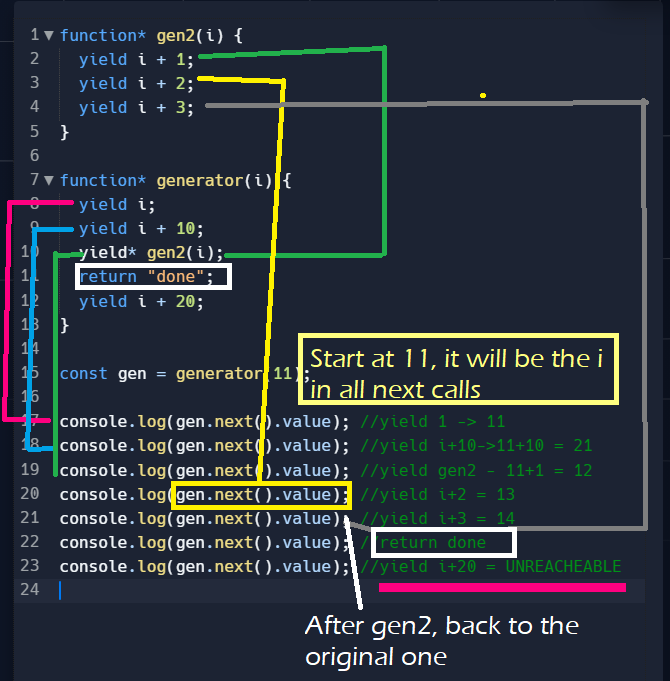 1 function* gen2(i) {
2 yield i + 1;
3 yield i + 2;
4 yield i + 3;
5 }
6
7 function* generator(i) {
8 yield i;
9 yield i + 10;
10 yield* gen2(i);
11 return "done";
12 yield i + 20;
13 }
14
Start at 11, it will be the i
in all next calls
15 const gen = generator(11);
16
17 console.log(gen.next().value); //yield 1 -> 11
18 console.log(gen.next().value); //yield i+10->11+10 = 21
19 console.log(gen.next().value); //yield gen2 - 11+1 = 12
20 console.log(gen.next().value); //yield i+2 = 13
21 console.log(gen.next().value); //yield i+3 = 14
22 console.log(gen.next().value); //return done
23 console.log(gen.next().value); //yield i+20 = UNREACHEABLE
24
After gen2, back to the
original one